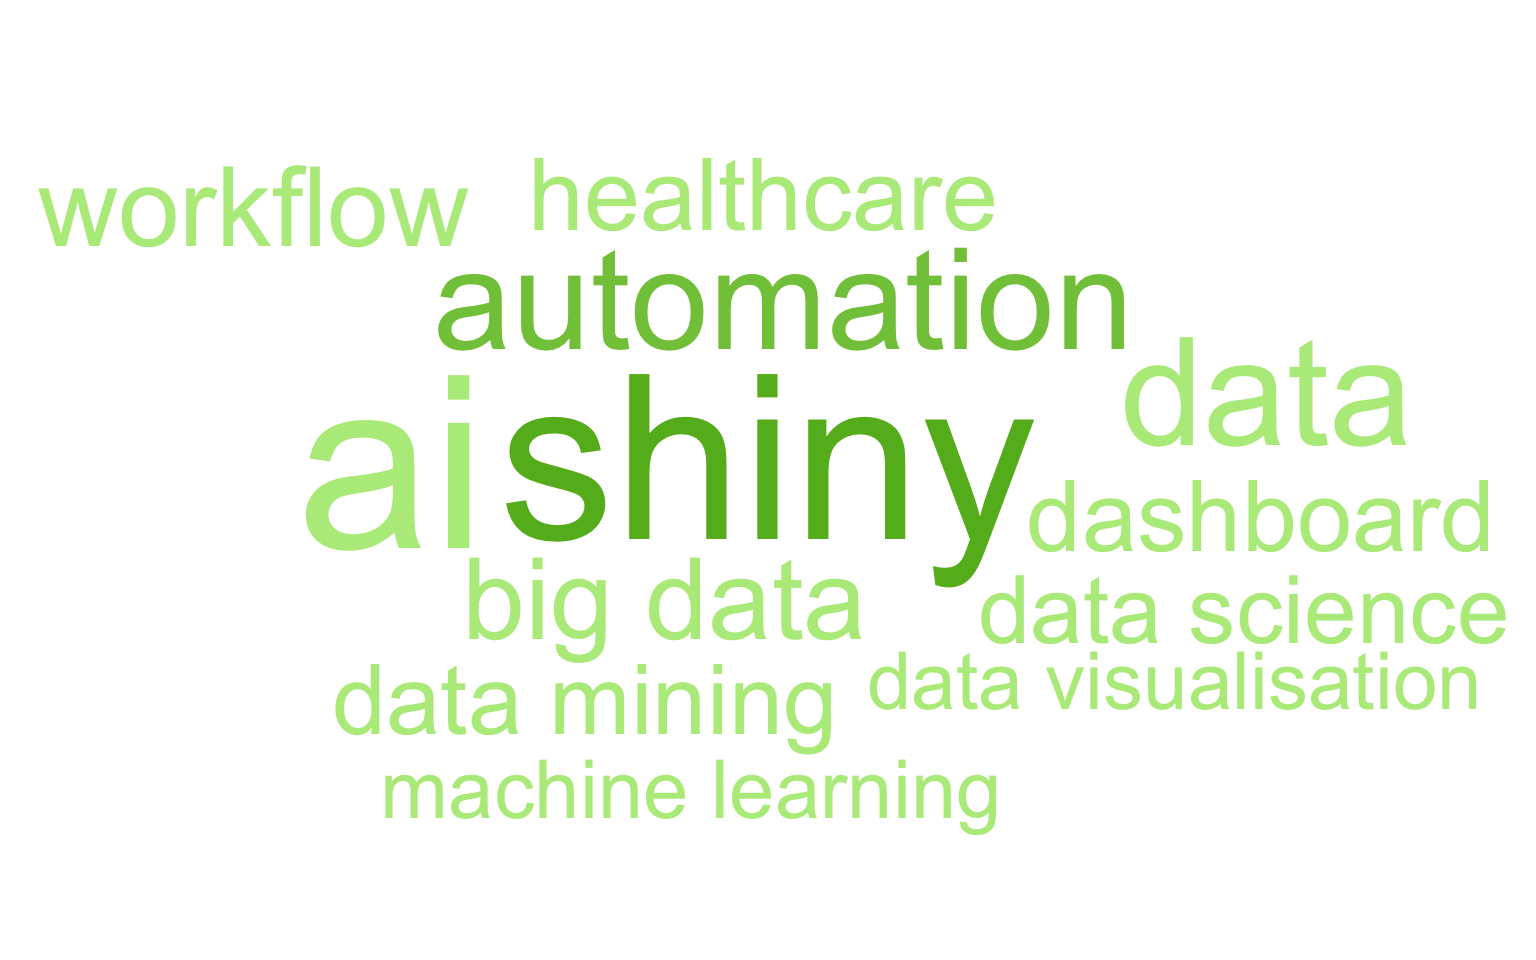 workflow
healthcare
automation
data
ai
shiny
dashboard
big data
data science
data mining
data visualisation
machine learning